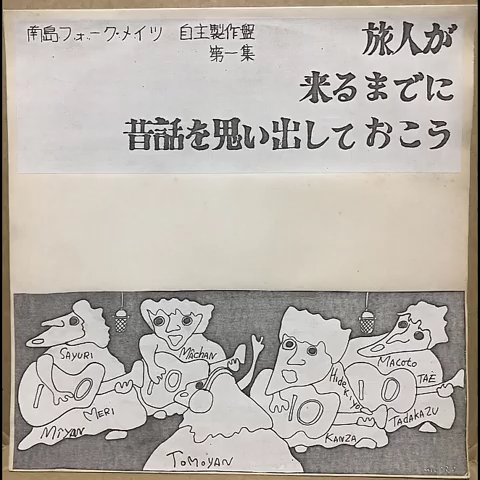 南島フォーク・メイツ 自主製作盤
第一集
旅人が
来るまでに
昔話を思い出しておこう
SAYURI
MERI
MiYAN
MACHAN
TOMOYAN
HidekiYo
KANZA
MACOTO
TAE
TADAKAZU